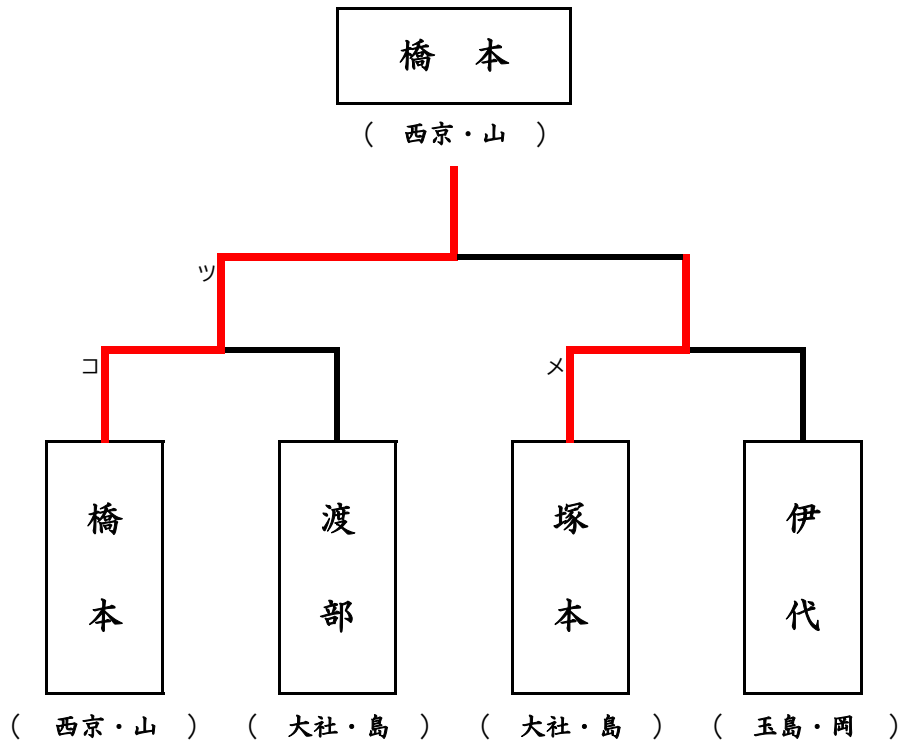 橋 本
( 西京・山 )
ツ
コ
メ
橋本
渡部
塚本
伊代
( 西京・山 )
( 大社・島 )
( 大社・島 )
( 玉島・岡 )